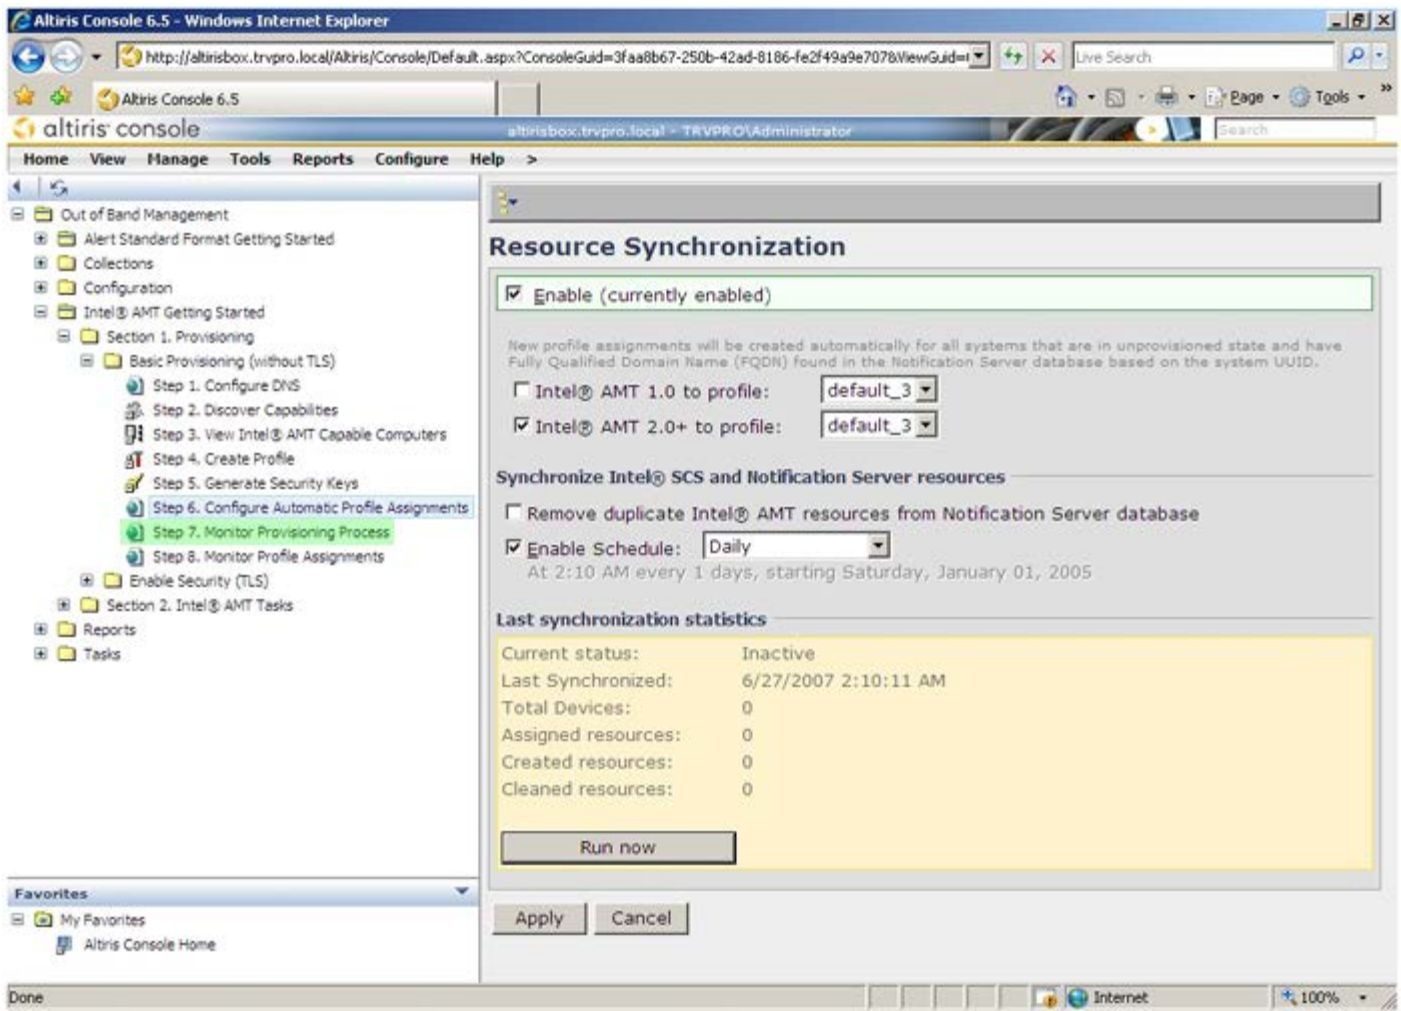 Altiris Console 6.5 - Windows Internet Explorer
http://altirisbox.trvpro.local/Altiris/Console/Default.aspx?ConsoleGuid=3faa8b67-250b-42ad-8186-fe2f49a9e707&ViewGuid=
Live Search
Altiris Console 6.5
Page
Tools
altiris console
altirisbox.trvpro.local - TRVPRO\Administrator
Search
Home View Manage Tools Reports Configure Help >
Out of Band Management
Alert Standard Format Getting Started
Collections
Configuration
Intel® AMT Getting Started
Section 1. Provisioning
Basic Provisioning (without TLS)
Step 1. Configure DNS
Step 2. Discover Capabilities
Step 3. View Intel® AMT Capable Computers
Step 4. Create Profile
Step 5. Generate Security Keys
Step 6. Configure Automatic Profile Assignments
Step 7. Monitor Provisioning Process
Step 8. Monitor Profile Assignments
Enable Security (TLS)
Section 2. Intel® AMT Tasks
Reports
Tasks
Favorites
My Favorites
Altiris Console Home
Resource Synchronization
Enable (currently enabled)
New profile assignments will be created automatically for all systems that are in unprovisioned state and have
Fully Qualified Domain Name (FQDN) found in the Notification Server database based on the system UUID.
Intel® AMT 1.0 to profile: default_3
Intel® AMT 2.0+ to profile: default_3
Synchronize Intel® SCS and Notification Server resources
Remove duplicate Intel® AMT resources from Notification Server database
Enable Schedule: Daily
At 2:10 AM every 1 days, starting Saturday, January 01, 2005
Last synchronization statistics
Current status: Inactive
Last Synchronized: 6/27/2007 2:10:11 AM
Total Devices: 0
Assigned resources: 0
Created resources: 0
Cleaned resources: 0
Run now
Apply Cancel
Done
Internet
100%